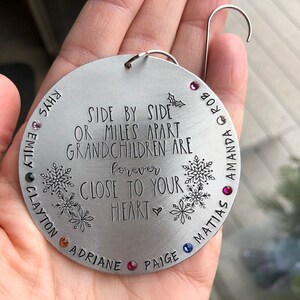 SIDE BY SIDE
OR MILES APART
GRANDCHILDREN ARE
forever
CLOSE TO YOUR
HEART
RHYS
EMILY
CLAYTON
ADRIANE
PAIGE
MATIAS
AMANDA
ROB